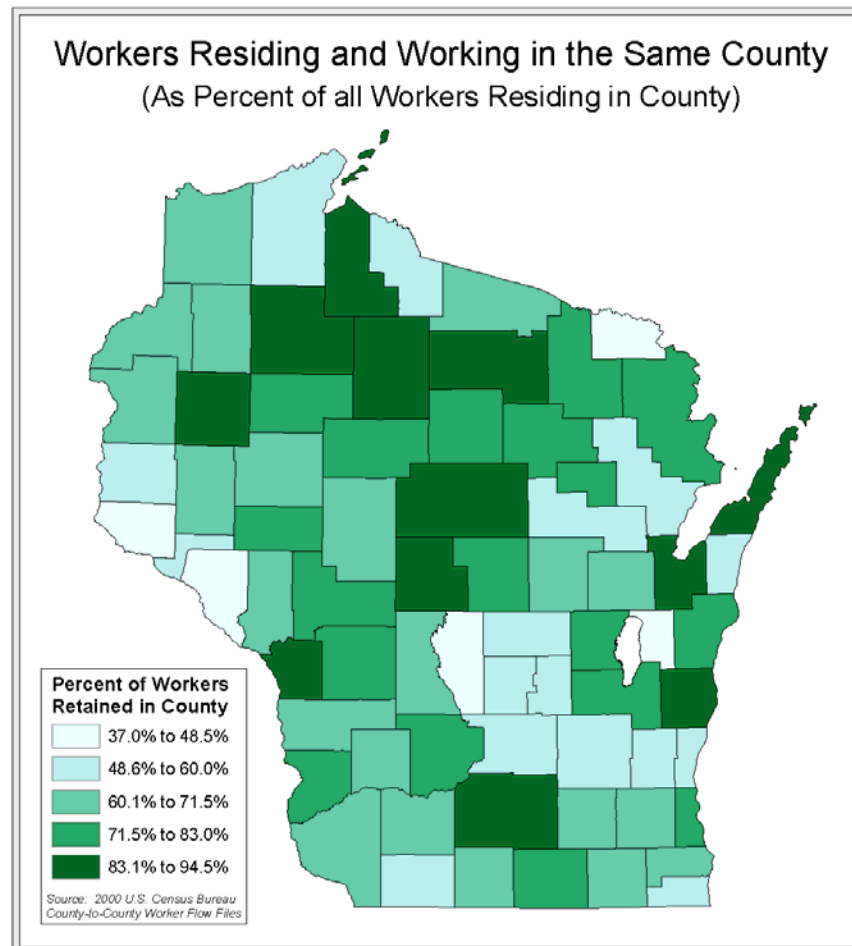 Workers Residing and Working in the Same County
(As Percent of all Workers Residing in County)
Percent of Workers
Retained in County
37.0% to 48.5%
48.6% to 60.0%
60.1% to 71.5%
71.5% to 83.0%
83.1% to 94.5%
Source: 2000 U.S. Census Bureau
County-to-County Worker Flow Files